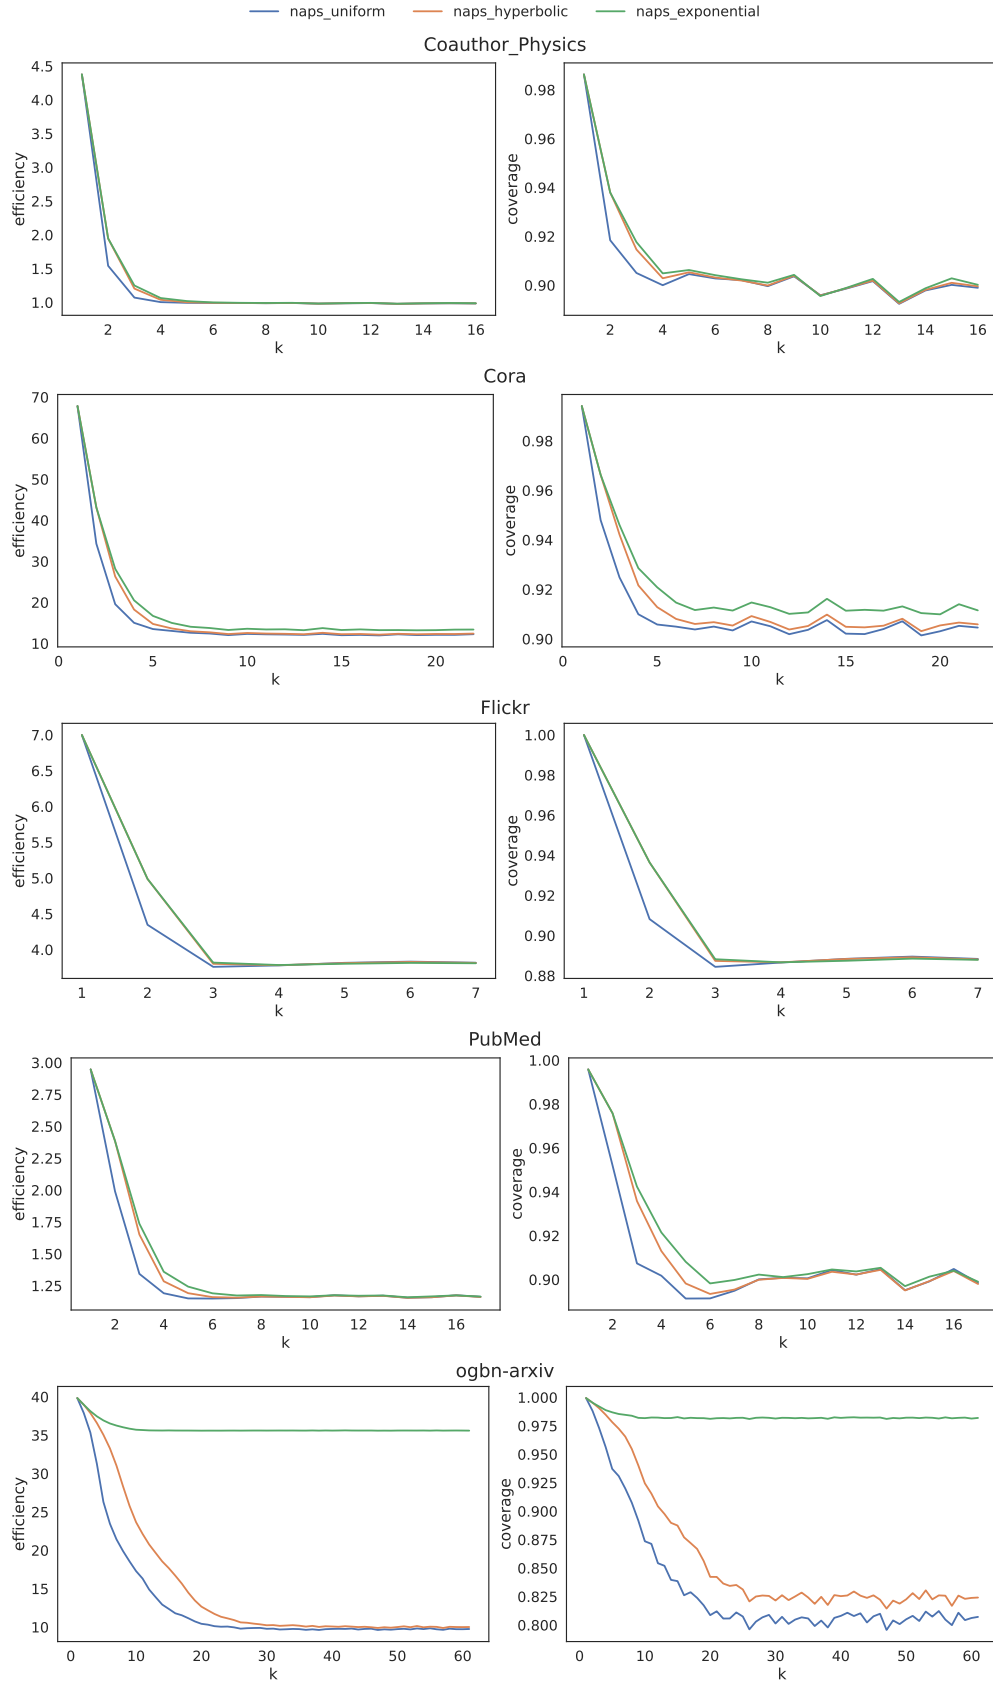 naps_uniform naps_hyperbolic naps_exponential
Coauthor_Physics
4.5
4.0
3.5
3.0
2.5
2.0
1.5
1.0
efficiency
2 4 6 8 10 12 14 16
k
0.98
0.96
0.94
0.92
0.90
coverage
2 4 6 8 10 12 14 16
k
Cora
70
60
50
40
30
20
10
efficiency
0 5 10 15 20
k
0.98
0.96
0.94
0.92
0.90
coverage
0 5 10 15 20
k
Flickr
7.0
6.5
6.0
5.5
5.0
4.5
4.0
efficiency
1 2 3 4 5 6 7
k
1.00
0.98
0.96
0.94
0.92
0.90
0.88
coverage
1 2 3 4 5 6 7
k
PubMed
3.00
2.75
2.50
2.25
2.00
1.75
1.50
1.25
efficiency
2 4 6 8 10 12 14 16
k
1.00
0.98
0.96
0.94
0.92
0.90
coverage
2 4 6 8 10 12 14 16
k
ogbn-arxiv
40
35
30
25
20
15
10
efficiency
0 10 20 30 40 50 60
k
1.000
0.975
0.950
0.925
0.900
0.875
0.850
0.825
0.800
coverage
0 10 20 30 40 50 60
k